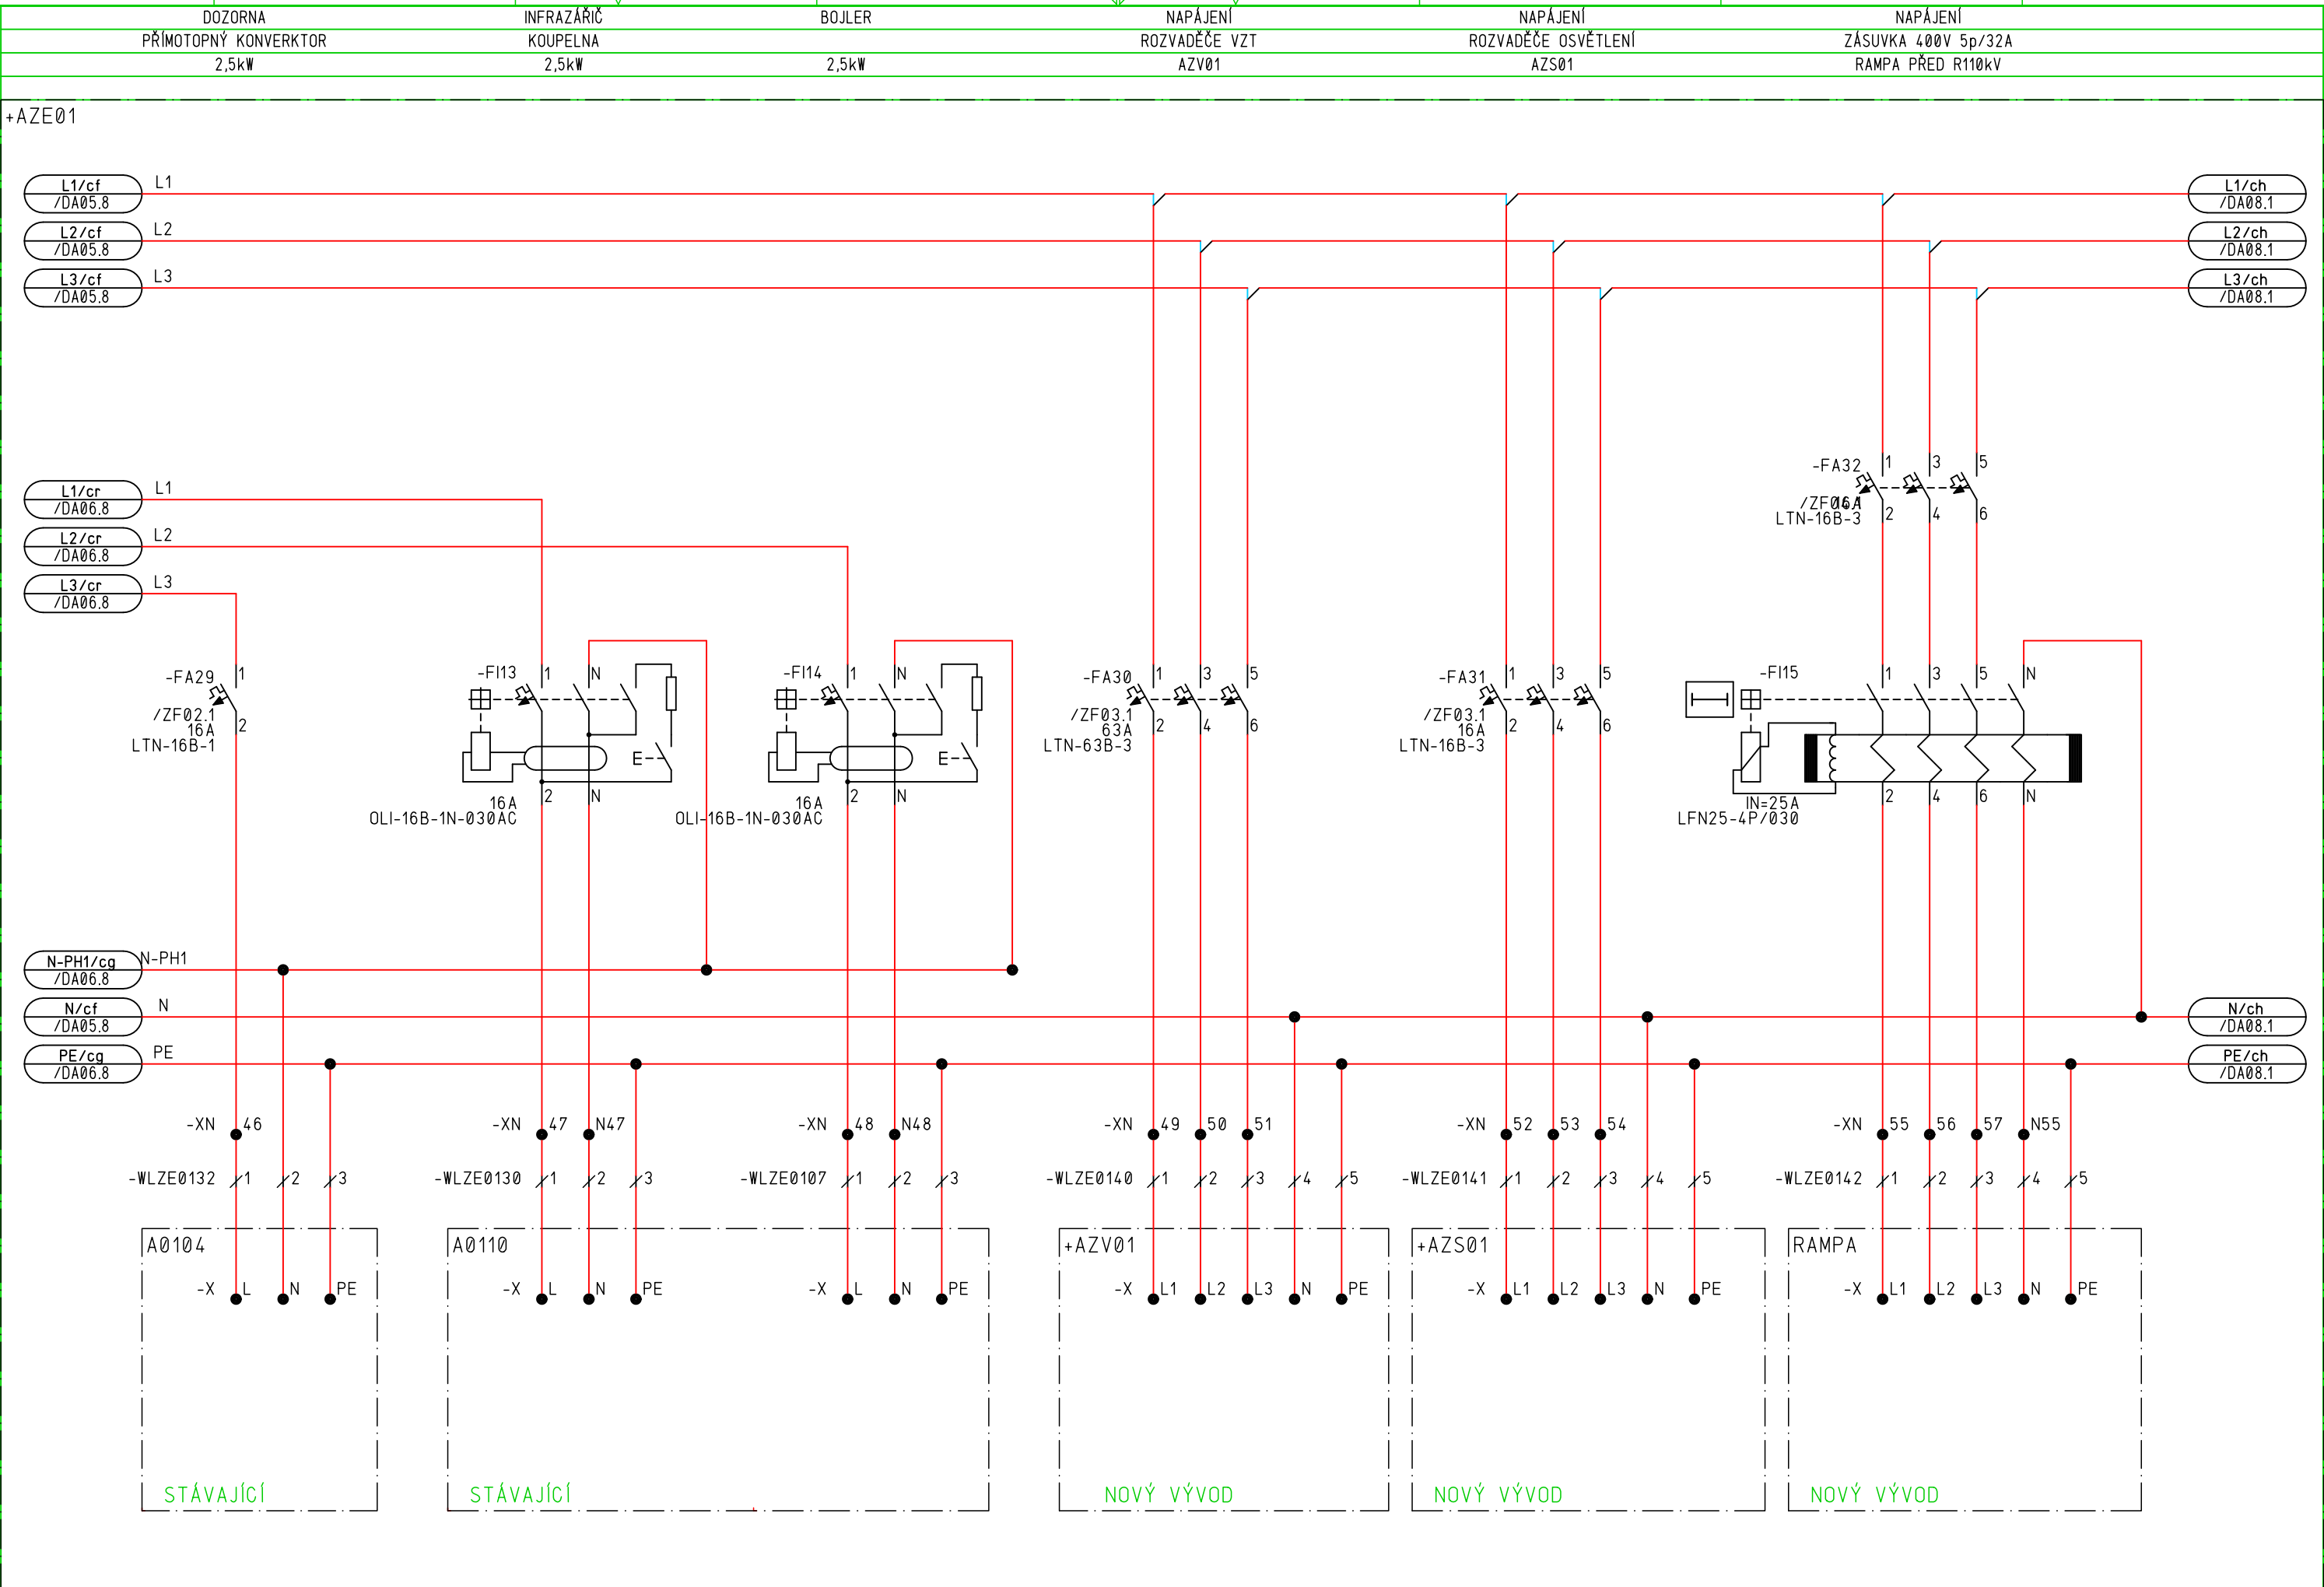 DOZORNA INFRAZÁŘIČ BOJLER NAPÁJENÍ NAPÁJENÍ NAPÁJENÍ
PŘÍMOTOPNÝ KONVERKTOR KOUPELNA ROZVADĚČE VZT ROZVADĚČE OSVĚTLENÍ ZÁSUVKA 400V 5p/32A
2,5kW 2,5kW 2,5kW AZV01 AZS01 RAMPA PŘED R110kV
+AZE01
L1/cf L1 L1/ch
/DA05.8 /DA08.1
L2/cf L2 L2/ch
/DA05.8 /DA08.1
L3/cf L3 L3/ch
/DA05.8 /DA08.1
-FA32 1 3 5
LTN-16B-3 2 4 6
L1/cr L1
/DA06.8
L2/cr L2
/DA06.8
L3/cr L3
/DA06.8
-FA29 1 -FI13 1 N -FI14 1 N -FA30 1 3 5 -FA31 1 3 5 -FI15 1 3 5 N
/ZF02.1 2 /ZF03.1 2 4 6 /ZF03.1 2 4 6
16A 63A 16A
LTN-16B-1 LTN-63B-3 LTN-16B-3
E E
2 N 2 N 2 4 6 N
16A 16A IN=25A
OLI-16B-1N-030AC OLI-16B-1N-030AC LFN25-4P/030
N-PH1/cg N-PH1
/DA06.8
N/cf N N/ch
/DA05.8 /DA08.1
PE/cg PE PE/ch
/DA06.8 /DA08.1
-XN 46 -XN 47 N47 -XN 48 N48 -XN 49 50 51 -XN 52 53 54 -XN 55 56 57 N55
-WLZE0132 1 2 3 -WLZE0130 1 2 3 -WLZE0107 1 2 3 -WLZE0140 1 2 3 4 5 -WLZE0141 1 2 3 4 5 -WLZE0142 1 2 3 4 5
A0104 A0110 +AZV01 +AZS01 RAMPA
-X L N PE -X L N PE -X L N PE -X L1 L2 L3 N PE -X L1 L2 L3 N PE -X L1 L2 L3 N PE
STÁVAJÍCÍ STÁVAJÍCÍ NOVÝ VÝVOD NOVÝ VÝVOD NOVÝ VÝVOD